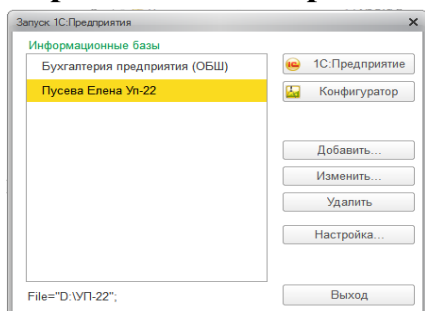 Запуск 1С:Предприятия
Информационные базы
Бухгалтерия предприятия (ОБШ)
Пусева Елена Уп-22
1С:Предприятие
Конфигуратор
Добавить...
Изменить...
Удалить
Настройка...
File="D:\УП-22";
Выход